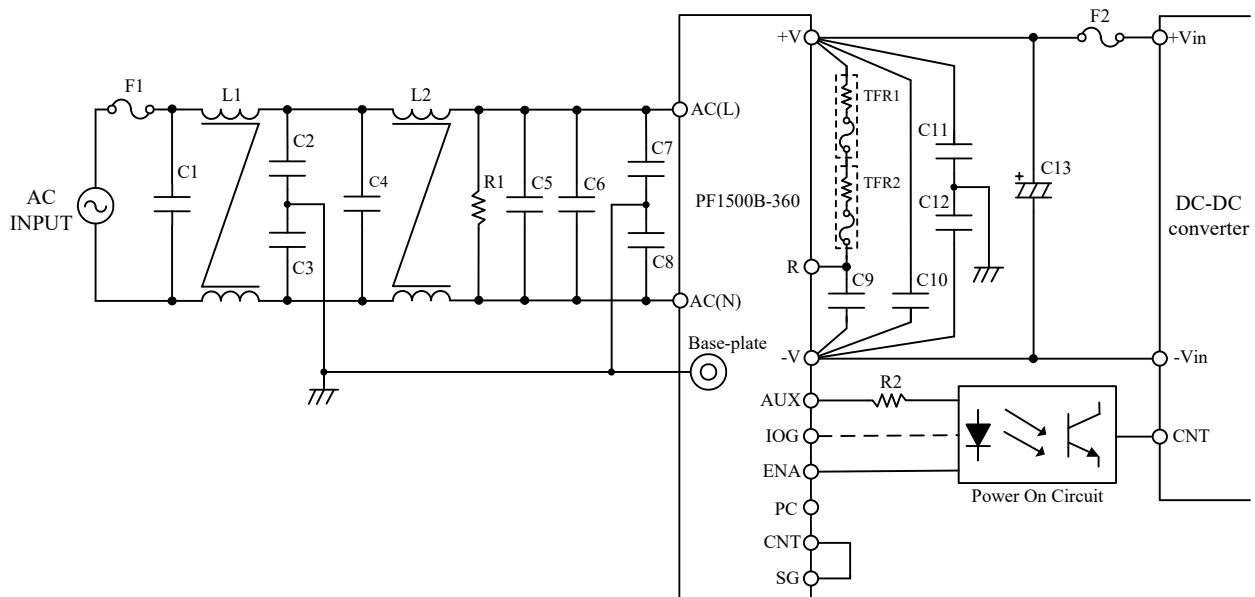 F1
L1
L2
AC INPUT
C1
C2
C3
C4
R1
C5
C6
C7
C8
AC(L)
AC(N)
Base-plate
PF1500B-360
+V
R
-V
AUX
IOG
ENA
PC
CNT
SG
TFR1
TFR2
C9
C10
C11
C12
+
C13
F2
R2
Power On Circuit
+Vin
DC-DC
converter
-Vin
CNT